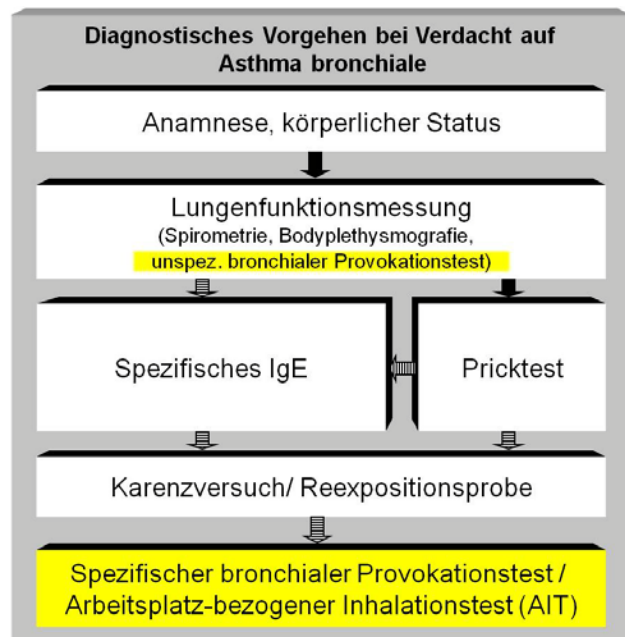 Diagnostisches Vorgehen bei Verdacht auf
Asthma bronchiale
Anamnese, körperlicher Status
Lungenfunktionsmessung
(Spirometrie, Bodyplethysmografie,
unspez. bronchialer Provokationstest)
Spezifisches IgE
Pricktest
Karenzversuch/ Reexpositionsprobe
Spezifischer bronchialer Provokationstest /
Arbeitsplatz-bezogener Inhalationstest (AIT)